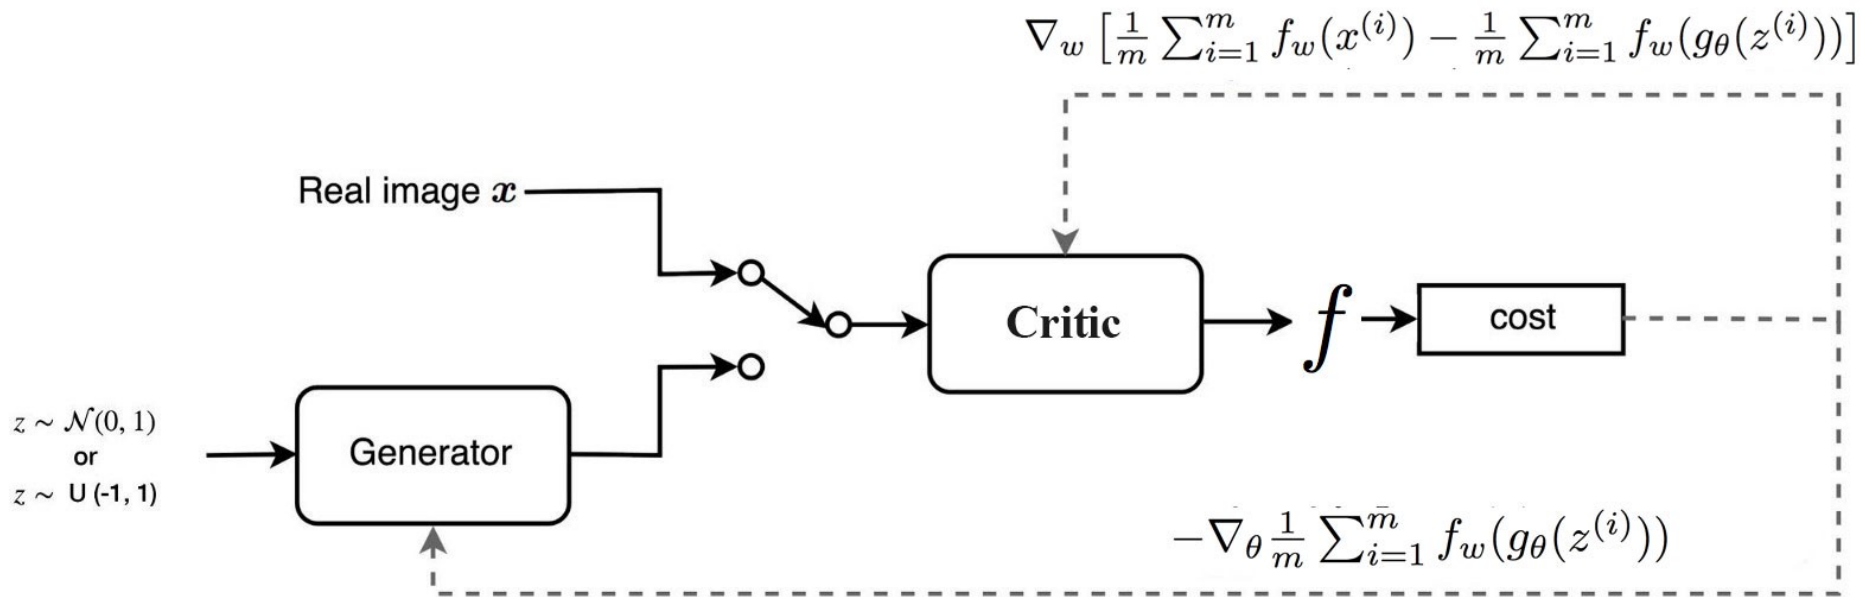 ∇_w [1/m ∑_{i=1}^m f_w(x^{(i)}) − 1/m ∑_{i=1}^m f_w(g_θ(z^{(i)}))]
Real image x
Critic
f
cost
z ∼ 𝒩(0, 1)
or
z ∼ U (-1, 1)
Generator
−∇_θ 1/m ∑_{i=1}^m f_w(g_θ(z^{(i)}))